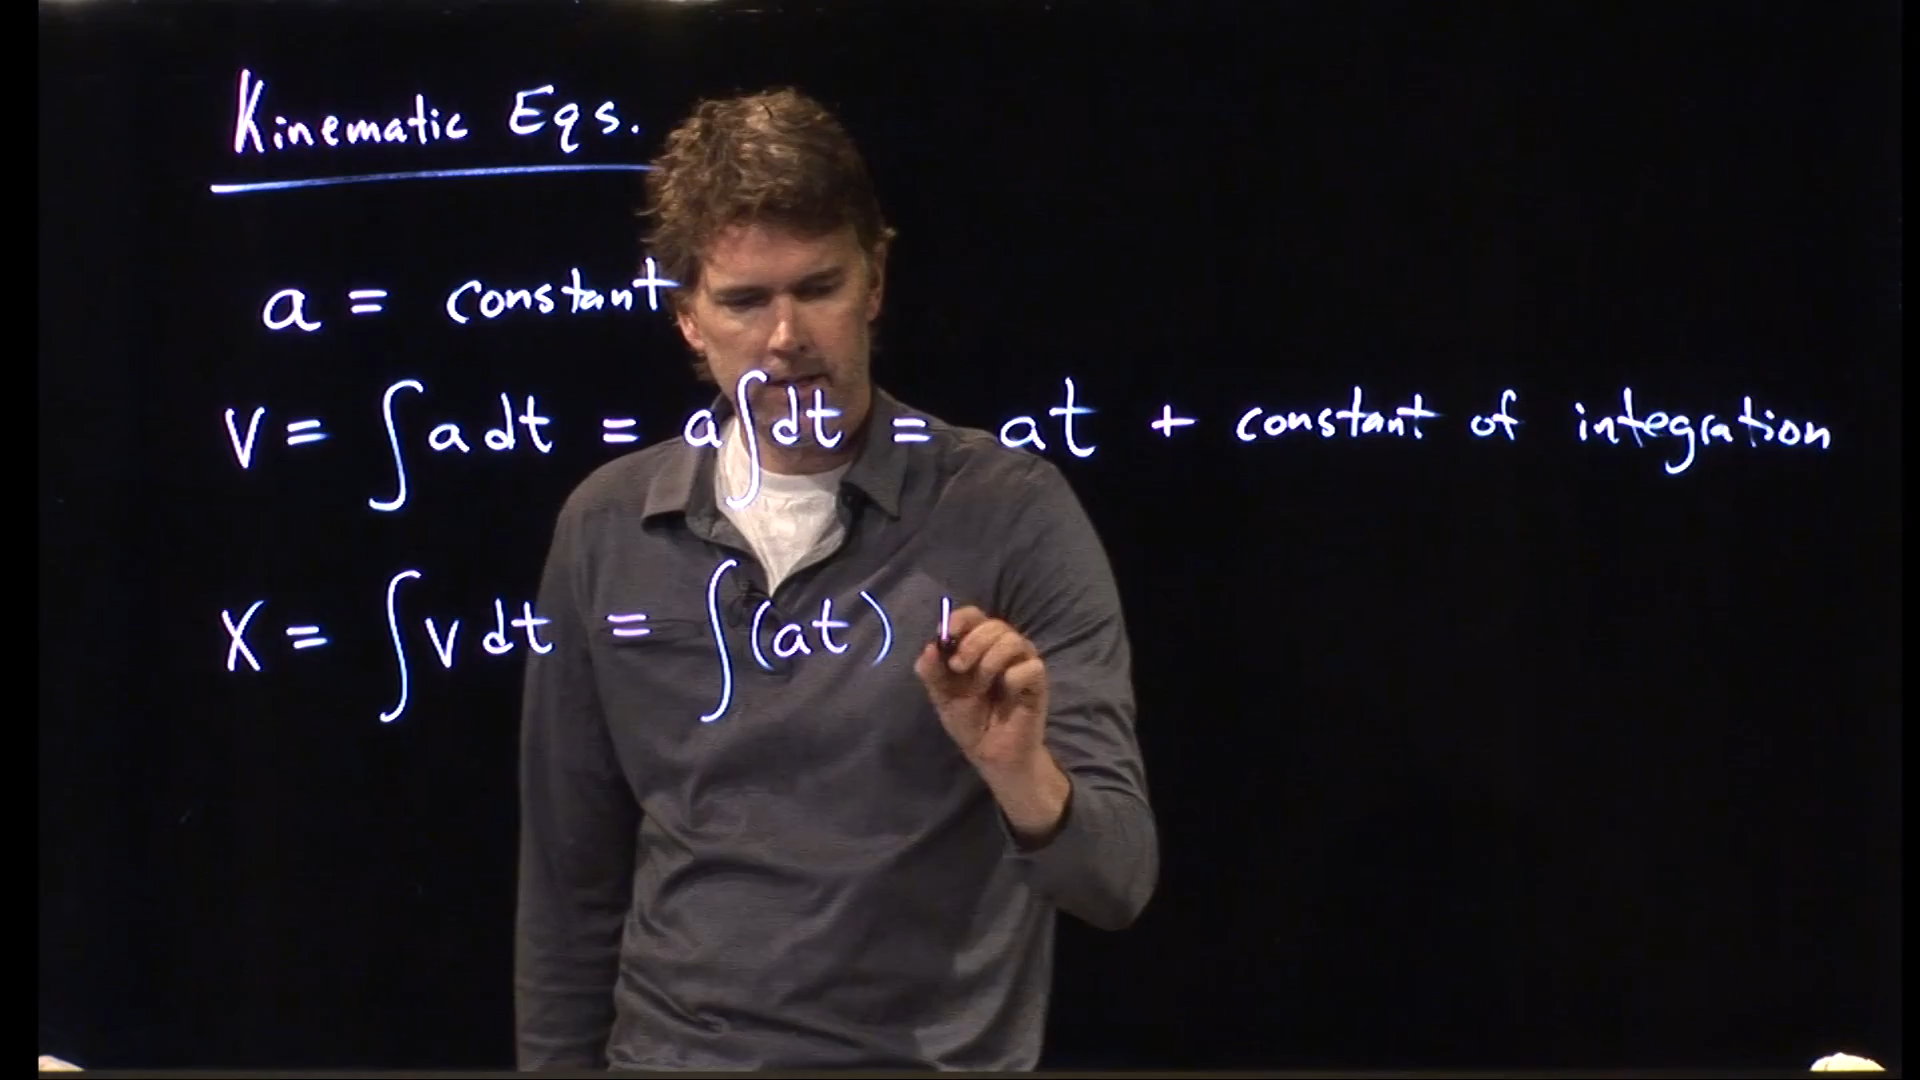 Kinematic Eqs.
a = constant
v = ∫a dt = a∫dt = at + constant of integration
x = ∫v dt = ∫(at)